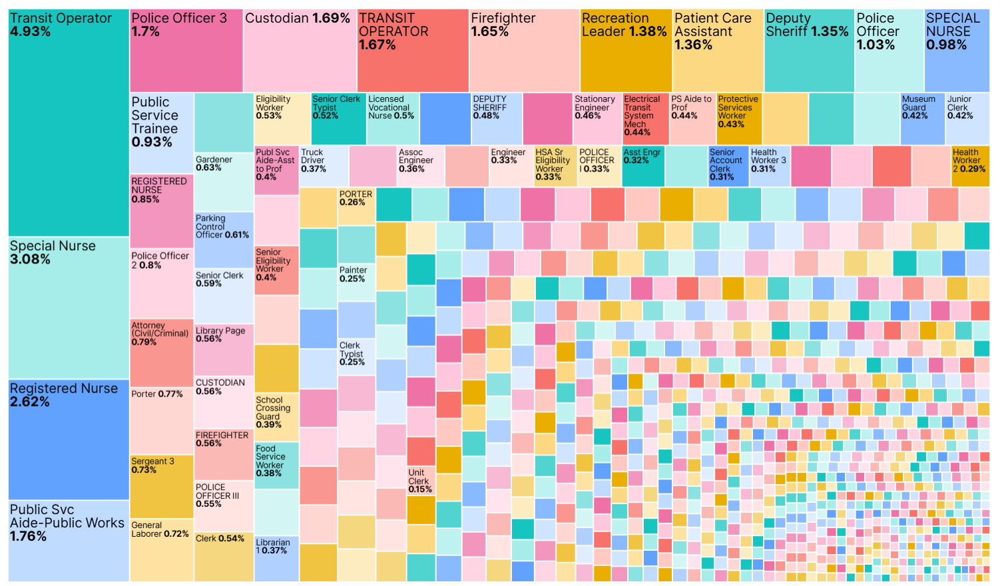 Transit Operator
4.93%
Special Nurse
3.08%
Registered Nurse
2.62%
Public Svc
Aide-Public Works
1.76%
Police Officer 3
1.7%
Custodian 1.69%
TRANSIT
OPERATOR
1.67%
Firefighter
1.65%
Recreation
Leader 1.38%
Patient Care
Assistant
1.36%
Deputy
Sheriff 1.35%
Police
Officer
1.03%
SPECIAL
NURSE
0.98%
Public
Service
Trainee
0.93%
REGISTERED
NURSE
0.85%
Police Officer
2 0.8%
Attorney
(Civil/Criminal)
0.79%
Porter 0.77%
Sergeant 3
0.73%
General
Laborer 0.72%
Gardener
0.63%
Parking
Control
Officer 0.61%
Senior Clerk
0.59%
Library Page
0.56%
CUSTODIAN
0.56%
FIREFIGHTER
0.56%
POLICE
OFFICER III
0.55%
Clerk 0.54%
Eligibility
Worker
0.53%
Senior Clerk
Typist
0.52%
Licensed
Vocational
Nurse 0.5%
DEPUTY
SHERIFF
0.48%
Stationary
Engineer
0.46%
Electrical
Transit
System
Mech
0.44%
PS Aide to
Prof
0.44%
Protective
Services
Worker
0.43%
Museum
Guard
0.42%
Junior
Clerk
0.42%
Publ Svc
Aide-Asst
to Prof
0.4%
Senior
Eligibility
Worker
0.4%
School
Crossing
Guard
0.39%
Food
Service
Worker
0.38%
Librarian
1 0.37%
Truck
Driver
0.37%
Assoc
Engineer
0.36%
Engineer
0.33%
HSA Sr
Eligibility
Worker
0.33%
POLICE
OFFICER
I 0.33%
Asst Engr
0.32%
Senior
Account
Clerk
0.31%
Health
Worker 3
0.31%
Health
Worker
2 0.29%
PORTER
0.26%
Painter
0.25%
Clerk
Typist
0.25%
Unit
Clerk
0.15%